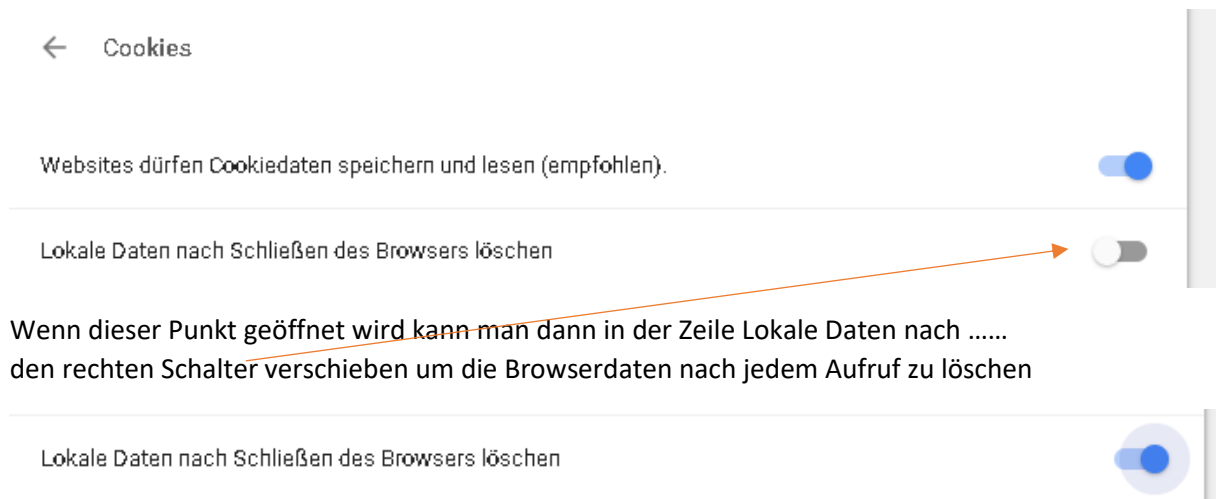 Cookies
Websites dürfen Cookiedaten speichern und lesen (empfohlen).
Lokale Daten nach Schließen des Browsers löschen
Wenn dieser Punkt geöffnet wird kann man dann in der Zeile Lokale Daten nach ……
den rechten Schalter verschieben um die Browserdaten nach jedem Aufruf zu löschen
Lokale Daten nach Schließen des Browsers löschen